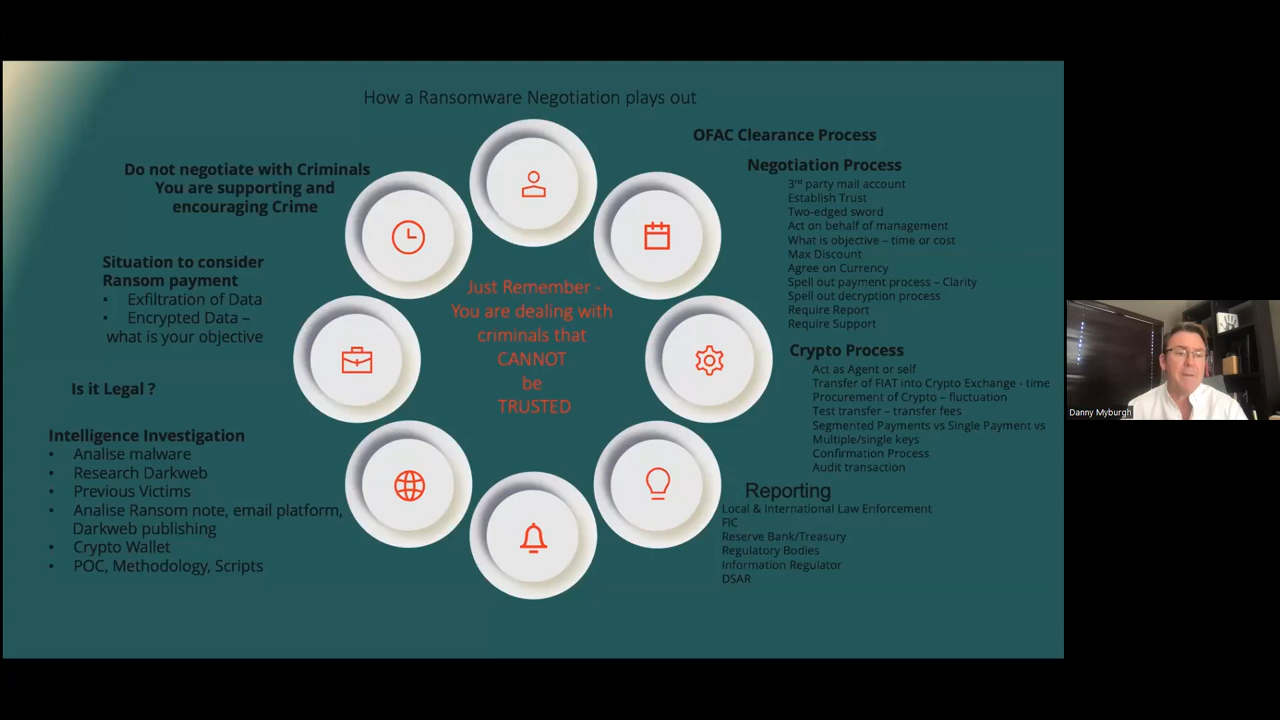 How a Ransomware Negotiation plays out
Do not negotiate with Criminals
You are supporting and
encouraging Crime
Situation to consider
Ransom payment
• Exfiltration of Data
• Encrypted Data –
what is your objective
Is it Legal ?
Intelligence Investigation
• Analise malware
• Research Darkweb
• Previous Victims
• Analise Ransom note, email platform,
Darkweb publishing
• Crypto Wallet
• POC, Methodology, Scripts
Just Remember -
You are dealing with
criminals that
CANNOT
be
TRUSTED
OFAC Clearance Process
Negotiation Process
3rd party mail account
Establish Trust
Two-edged sword
Act on behalf of management
What is objective – time or cost
Max Discount
Agree on Currency
Spell out payment process – Clarity
Spell out decryption process
Require Report
Require Support
Crypto Process
Act as Agent or self
Transfer of FIAT into Crypto Exchange - time
Procurement of Crypto – fluctuation
Test transfer – transfer fees
Segmented Payments vs Single Payment vs
Multiple/single keys
Confirmation Process
Audit transaction
Reporting
Local & International Law Enforcement
FIC
Reserve Bank/Treasury
Regulatory Bodies
Information Regulator
DSAR
Danny Myburgh